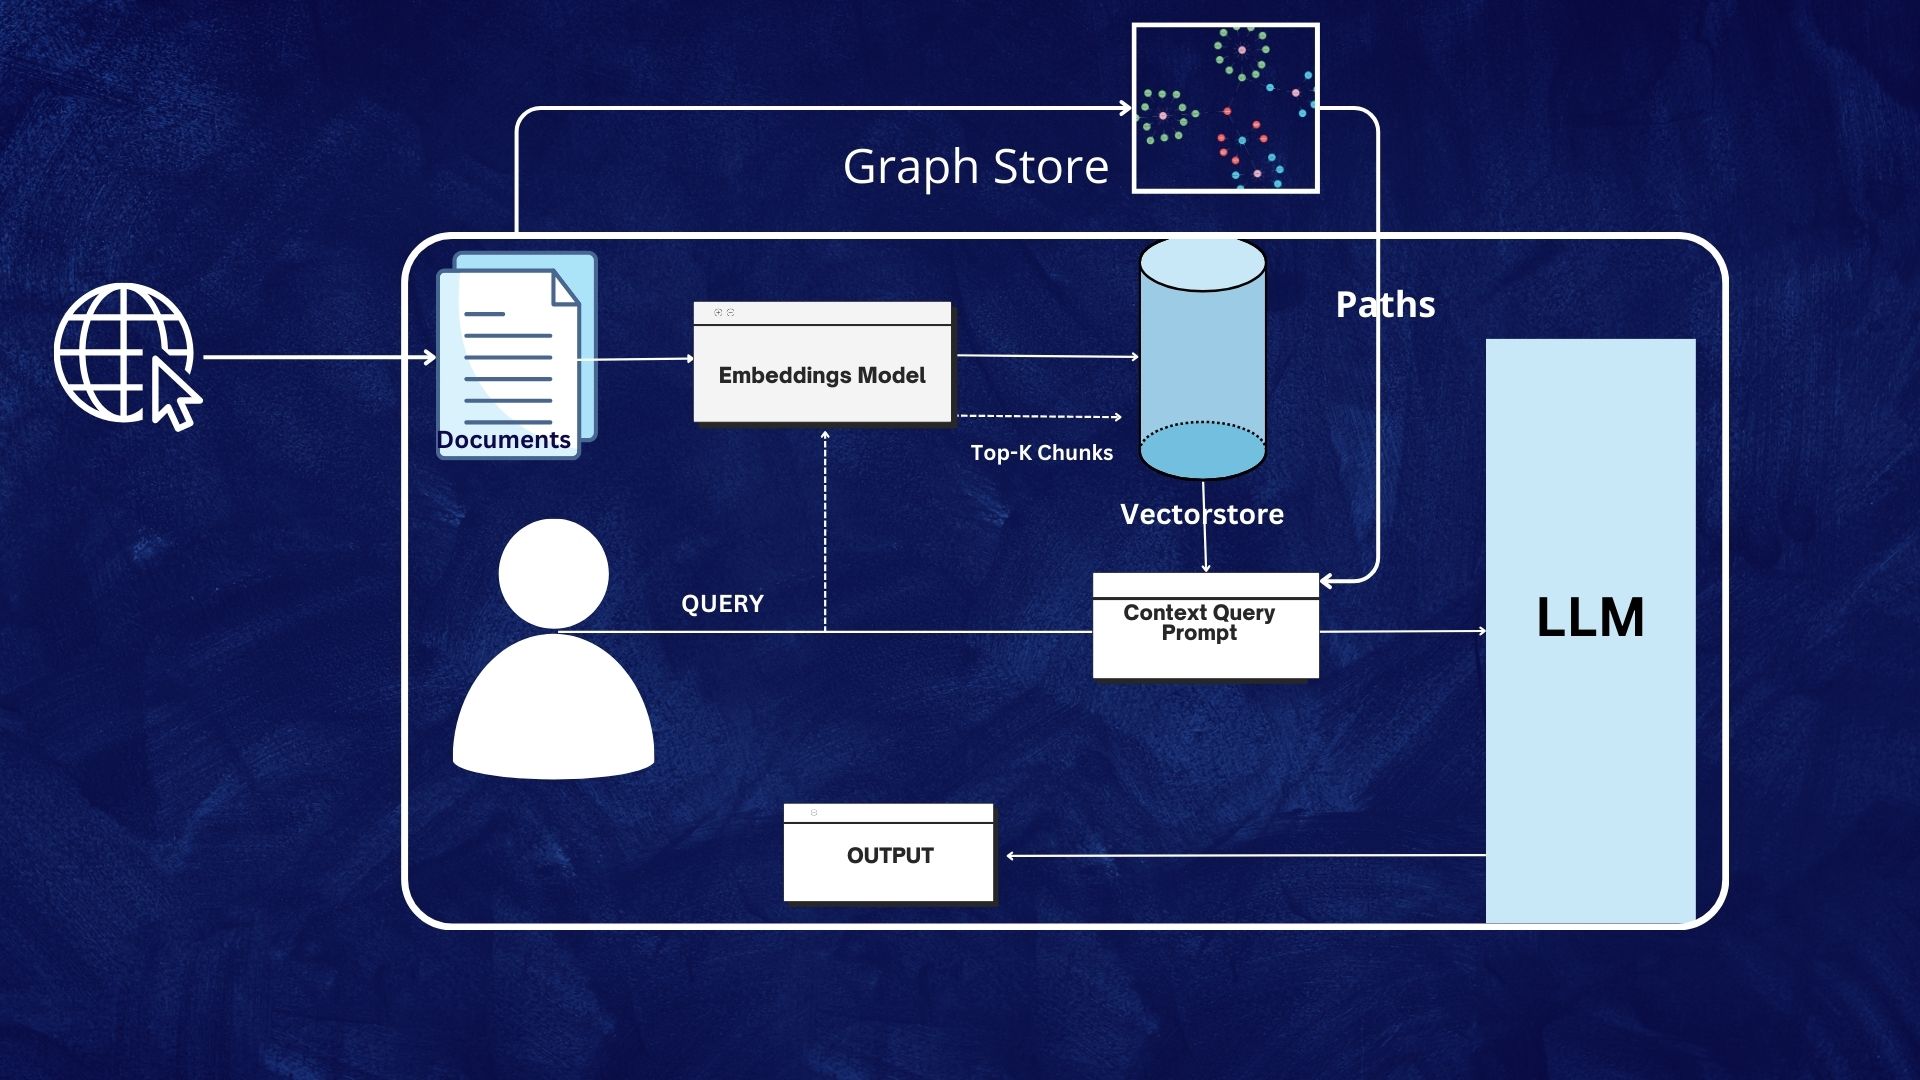 Graph Store
Paths
Embeddings Model
Documents
Top-K Chunks
Vectorstore
QUERY
Context Query
Prompt
LLM
OUTPUT